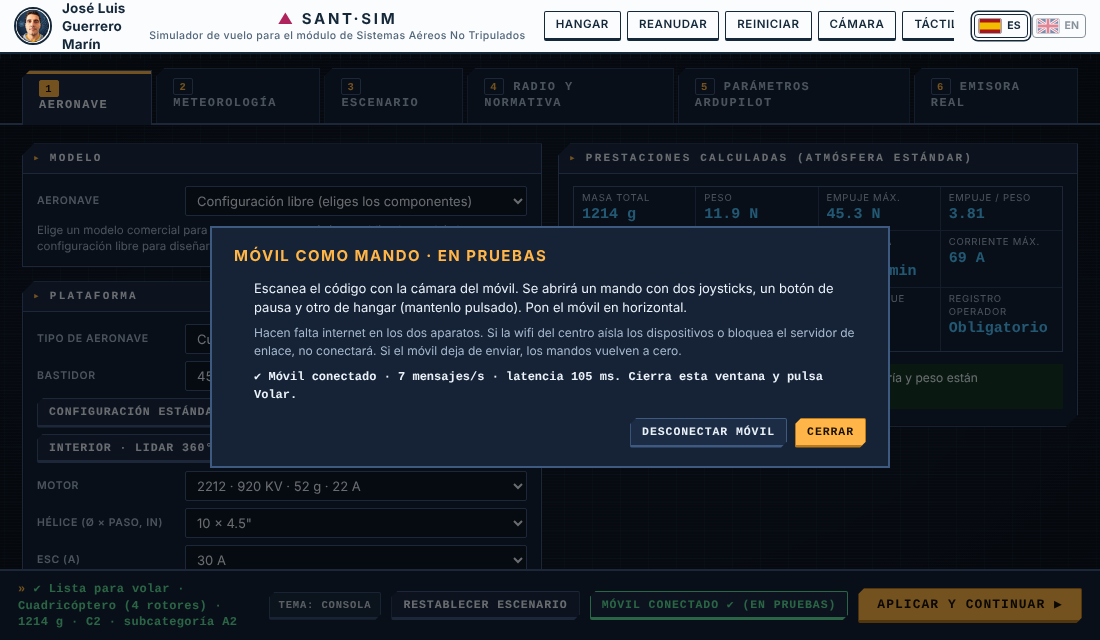 José Luis
Guerrero
Marín
SANT·SIM
Simulador de vuelo para el módulo de Sistemas Aéreos No Tripulados
HANGAR
REANUDAR
REINICIAR
CÁMARA
TÁCTIL
ES
EN
1 AERONAVE
2 METEOROLOGÍA
3 ESCENARIO
4 RADIO Y NORMATIVA
5 PARÁMETROS ARDUPILOT
6 EMISORA REAL
▸ MODELO
AERONAVE
Configuración libre (eliges los componentes)
Elige un modelo comercial para
configuración libre para diseñar
▸ PLATAFORMA
TIPO DE AERONAVE
BASTIDOR
45
CONFIGURACIÓN ESTÁNDA
INTERIOR · LIDAR 360°
MOTOR
2212 · 920 KV · 52 g · 22 A
HÉLICE (Ø × PASO, IN)
10 × 4.5"
ESC (A)
30 A
▸ PRESTACIONES CALCULADAS (ATMÓSFERA ESTÁNDAR)
MASA TOTAL
1214 g
PESO
11.9 N
EMPUJE MÁX.
45.3 N
EMPUJE / PESO
3.81
min
CORRIENTE MÁX.
69 A
UE
REGISTRO OPERADOR
Obligatorio
ría y peso están
MÓVIL COMO MANDO · EN PRUEBAS
Escanea el código con la cámara del móvil. Se abrirá un mando con dos joysticks, un botón de
pausa y otro de hangar (mantenlo pulsado). Pon el móvil en horizontal.
Hacen falta internet en los dos aparatos. Si la wifi del centro aísla los dispositivos o bloquea el servidor de
enlace, no conectará. Si el móvil deja de enviar, los mandos vuelven a cero.
✔ Móvil conectado · 7 mensajes/s · latencia 105 ms. Cierra esta ventana y pulsa
Volar.
DESCONECTAR MÓVIL
CERRAR
» ✔ Lista para volar ·
Cuadricóptero (4 rotores) ·
1214 g · C2 · subcategoría A2
TEMA: CONSOLA
RESTABLECER ESCENARIO
MÓVIL CONECTADO ✔ (EN PRUEBAS)
APLICAR Y CONTINUAR ▶